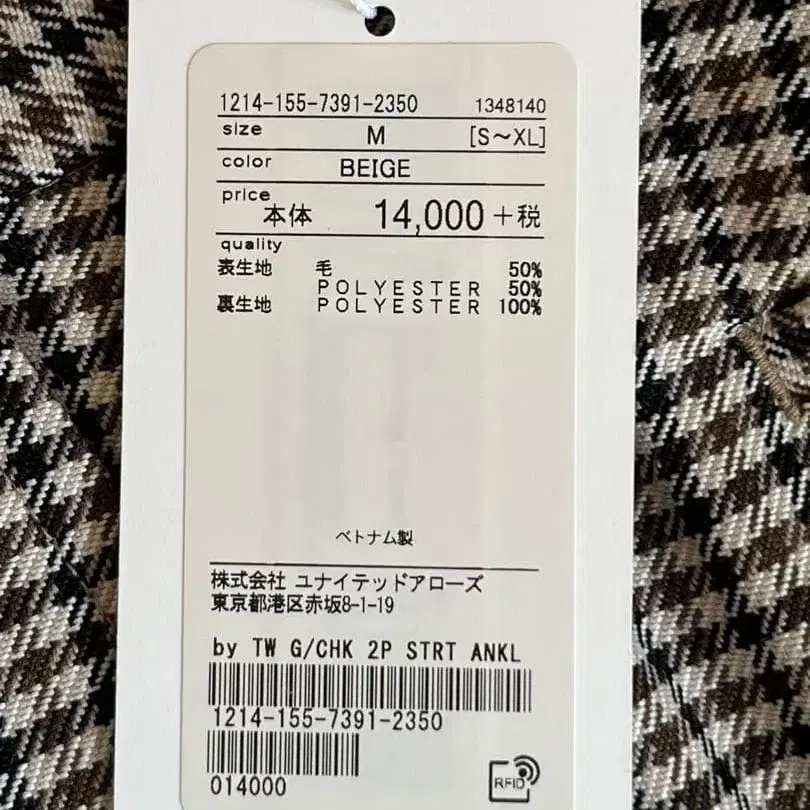 1214-155-7391-2350 1348140
size M [S〜XL]
color BEIGE
price 本体 14,000 +税
quality
表生地 毛 50%
POLYESTER 50%
裏生地 POLYESTER 100%
ベトナム製
株式会社 ユナイテッドアローズ
東京都港区赤坂8-1-19
by TW G/CHK 2P STRT ANKL
1214-155-7391-2350
014000
RFID